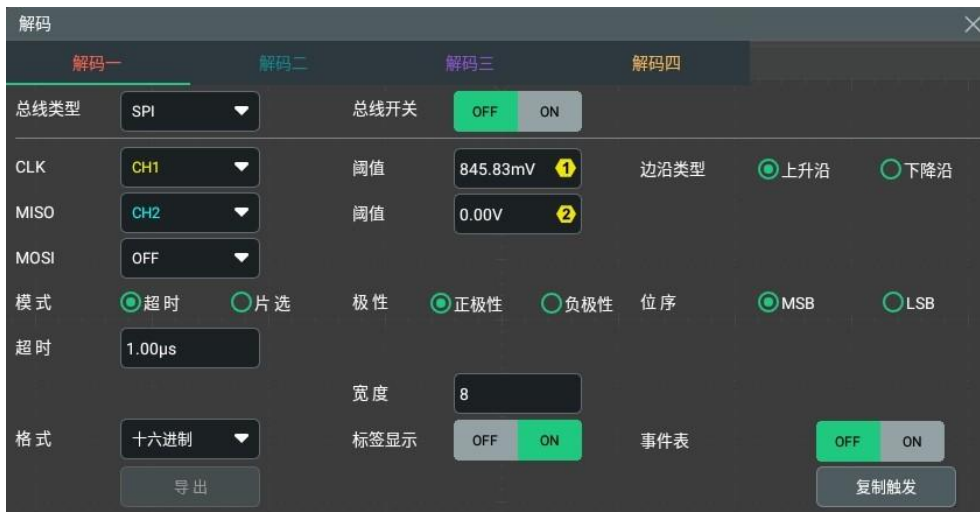 解码
解码一 解码二 解码三 解码四
总线类型 SPI 总线开关 OFF ON
CLK CH1 阈值 845.83mV 1 边沿类型 上升沿 下降沿
MISO CH2 阈值 0.00V 2
MOSI OFF
模式 超时 片选 极性 正极性 负极性 位序 MSB LSB
超时 1.00μs
宽度 8
格式 十六进制 标签显示 OFF ON 事件表 OFF ON
导出 复制触发